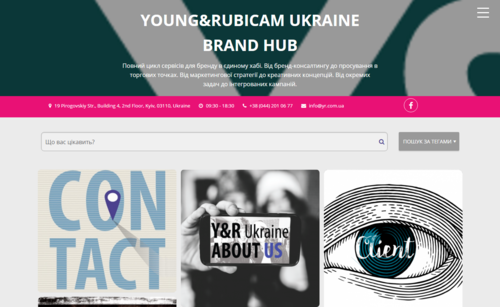 YOUNG&RUBICAM UKRAINE
BRAND HUB
Повний цикл сервісів для бренду в єдиному хабі. Від бренд-консалтингу до просування в
торгових точках. Від маркетингової стратегії до креативних концепцій. Від окремих
задач до інтегрованих кампаній.
19 Pirogovskiy Str., Building 4, 2nd Floor, Kyiv, 03110, Ukraine 09:30 - 18:30 +38 (044) 201 06 77 info@yr.com.ua
Що вас цікавить? ПОШУК ЗА ТЕГАМИ
CON
TACT
Y&R Ukraine
ABOUT US
Client